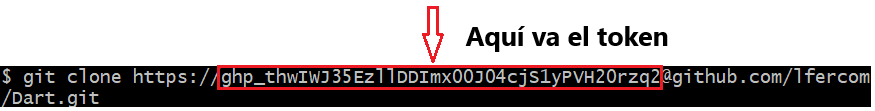 Aquí va el token
$ git clone https://ghp_thwIWJ35EzllDDImx0OJ04cjS1yPVH2Orzq2@github.com/lfercom
/Dart.git